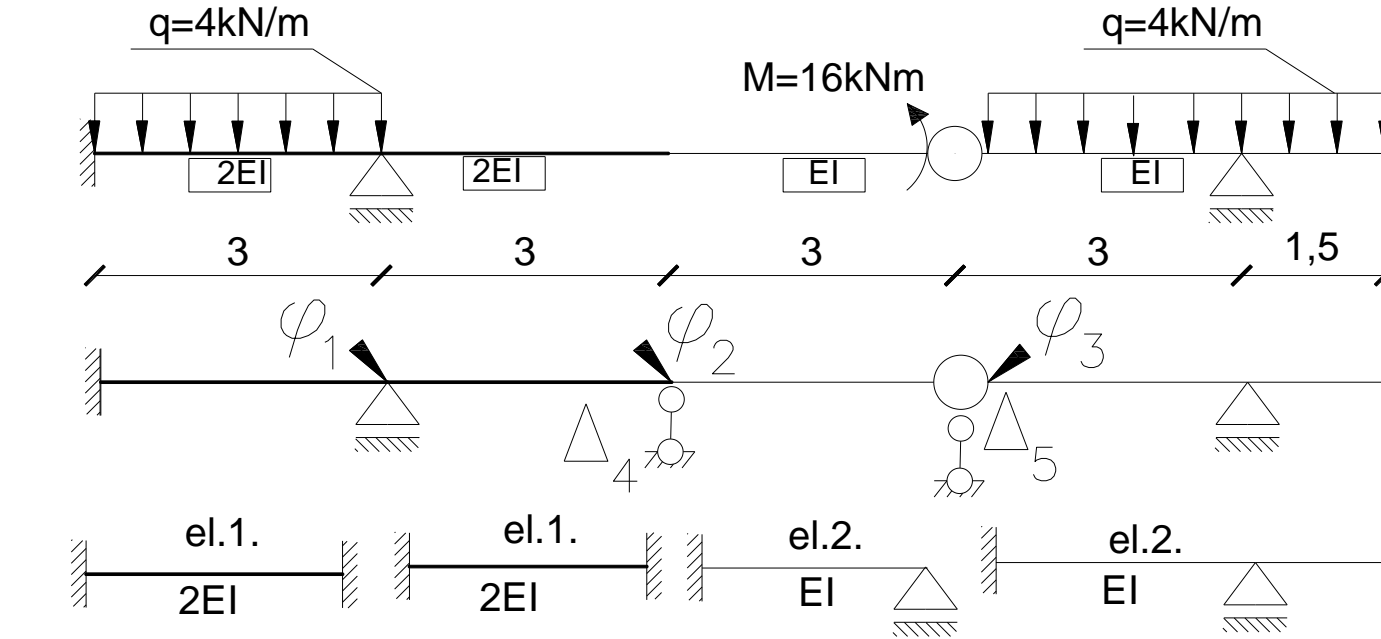 q=4kN/m q=4kN/m
M=16kNm
2EI 2EI EI EI
3 3 3 3 1,5
φ1 φ2 φ3
Δ4 Δ5
el.1. el.1. el.2. el.2.
2EI 2EI EI EI